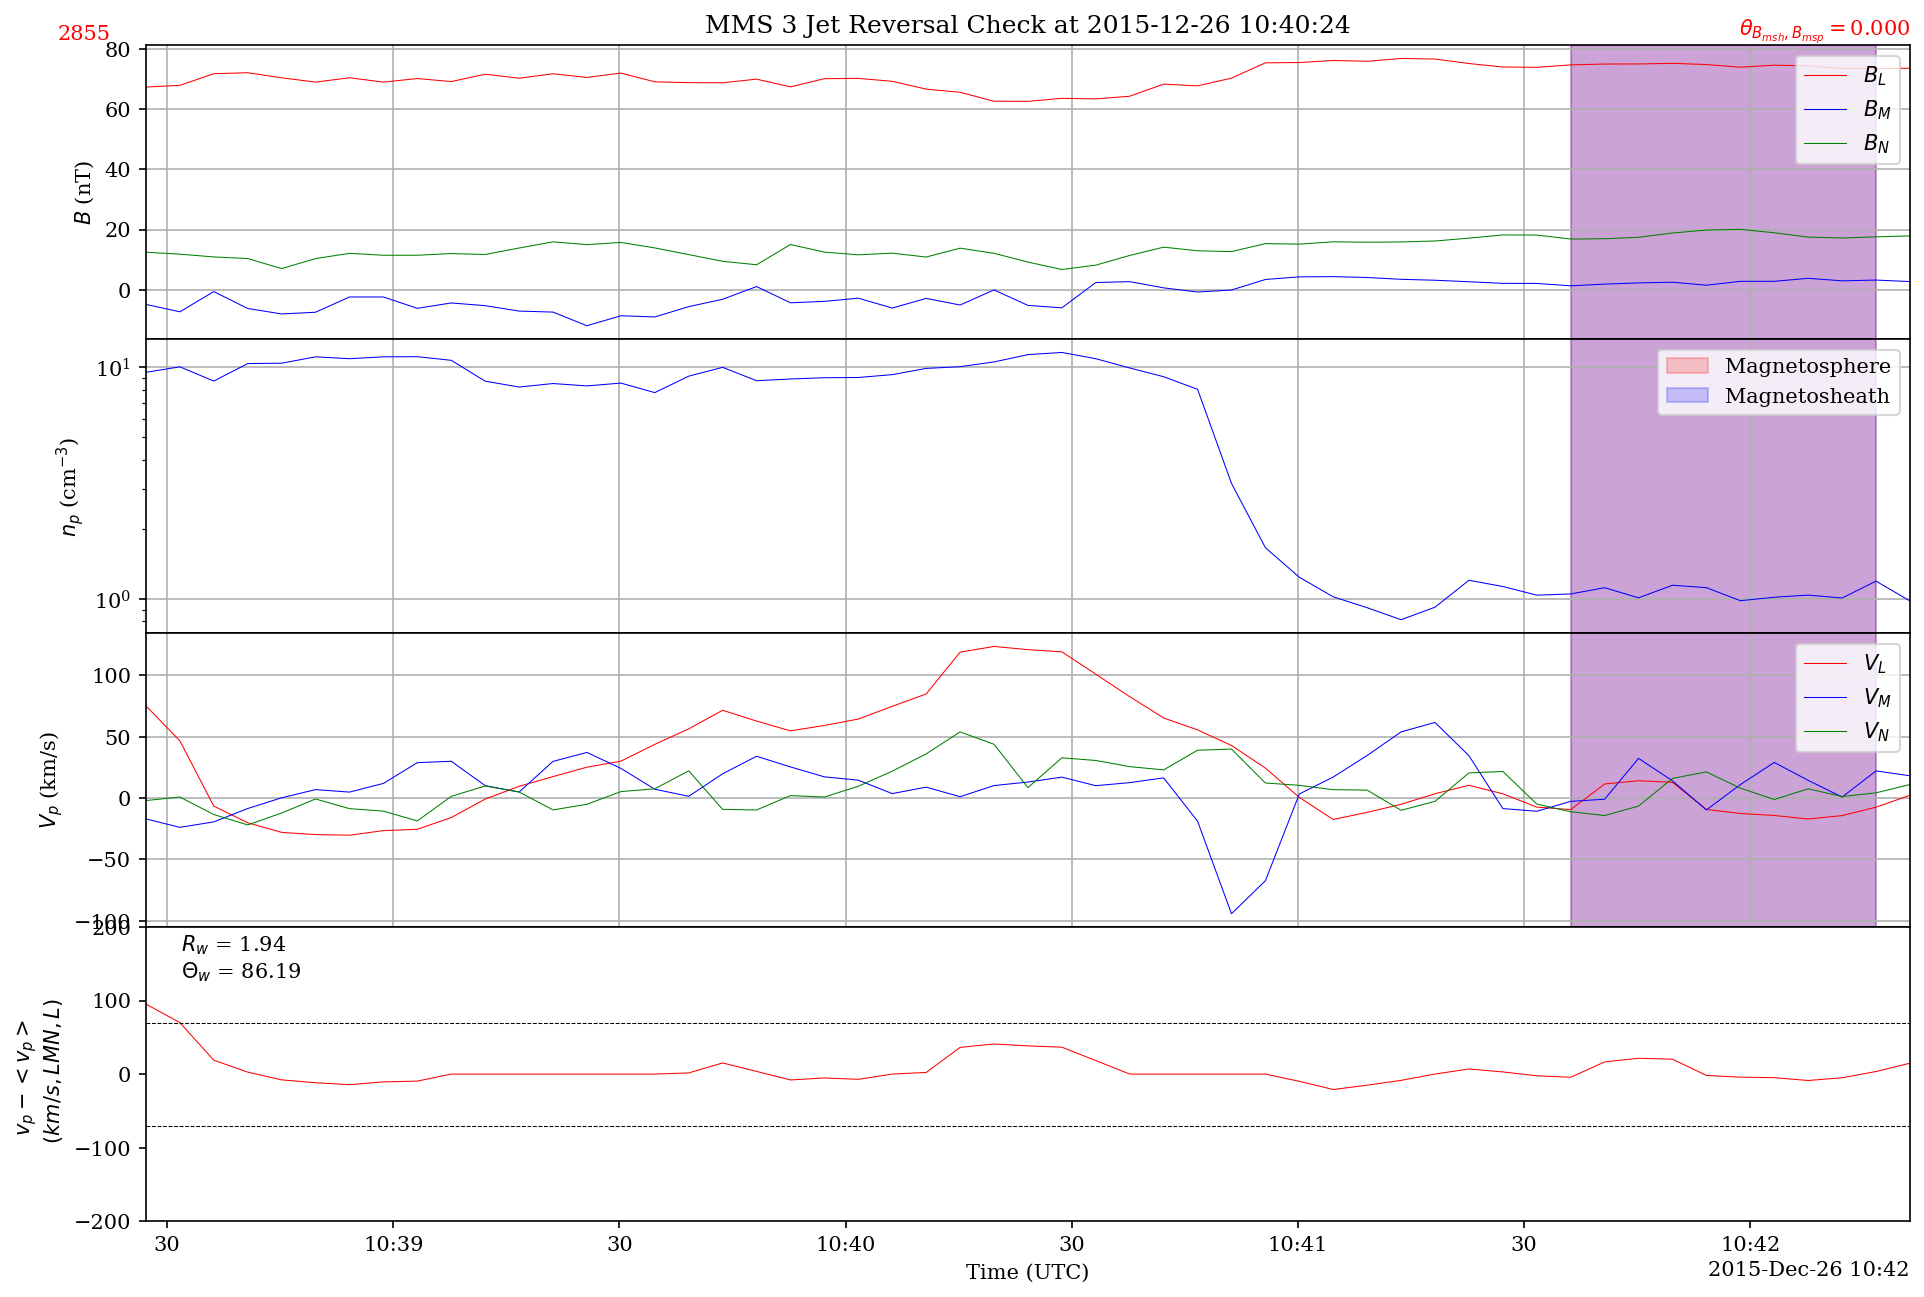 MMS 3 Jet Reversal Check at 2015-12-26 10:40:24
2855
θ_{B_{msh}, B_{msp}} = 0.000
80
60
40
20
0
B (nT)
B_L
B_M
B_N
10^1
10^0
n_p (cm^{−3})
Magnetosphere
Magnetosheath
100
50
0
−50
−100
V_p (km/s)
V_L
V_M
V_N
200
100
0
−100
−200
v_p − < v_p >
(km/s, LMN, L)
R_w = 1.94
Θ_w = 86.19
30 10:39 30 10:40 30 10:41 30 10:42
Time (UTC)
2015-Dec-26 10:42